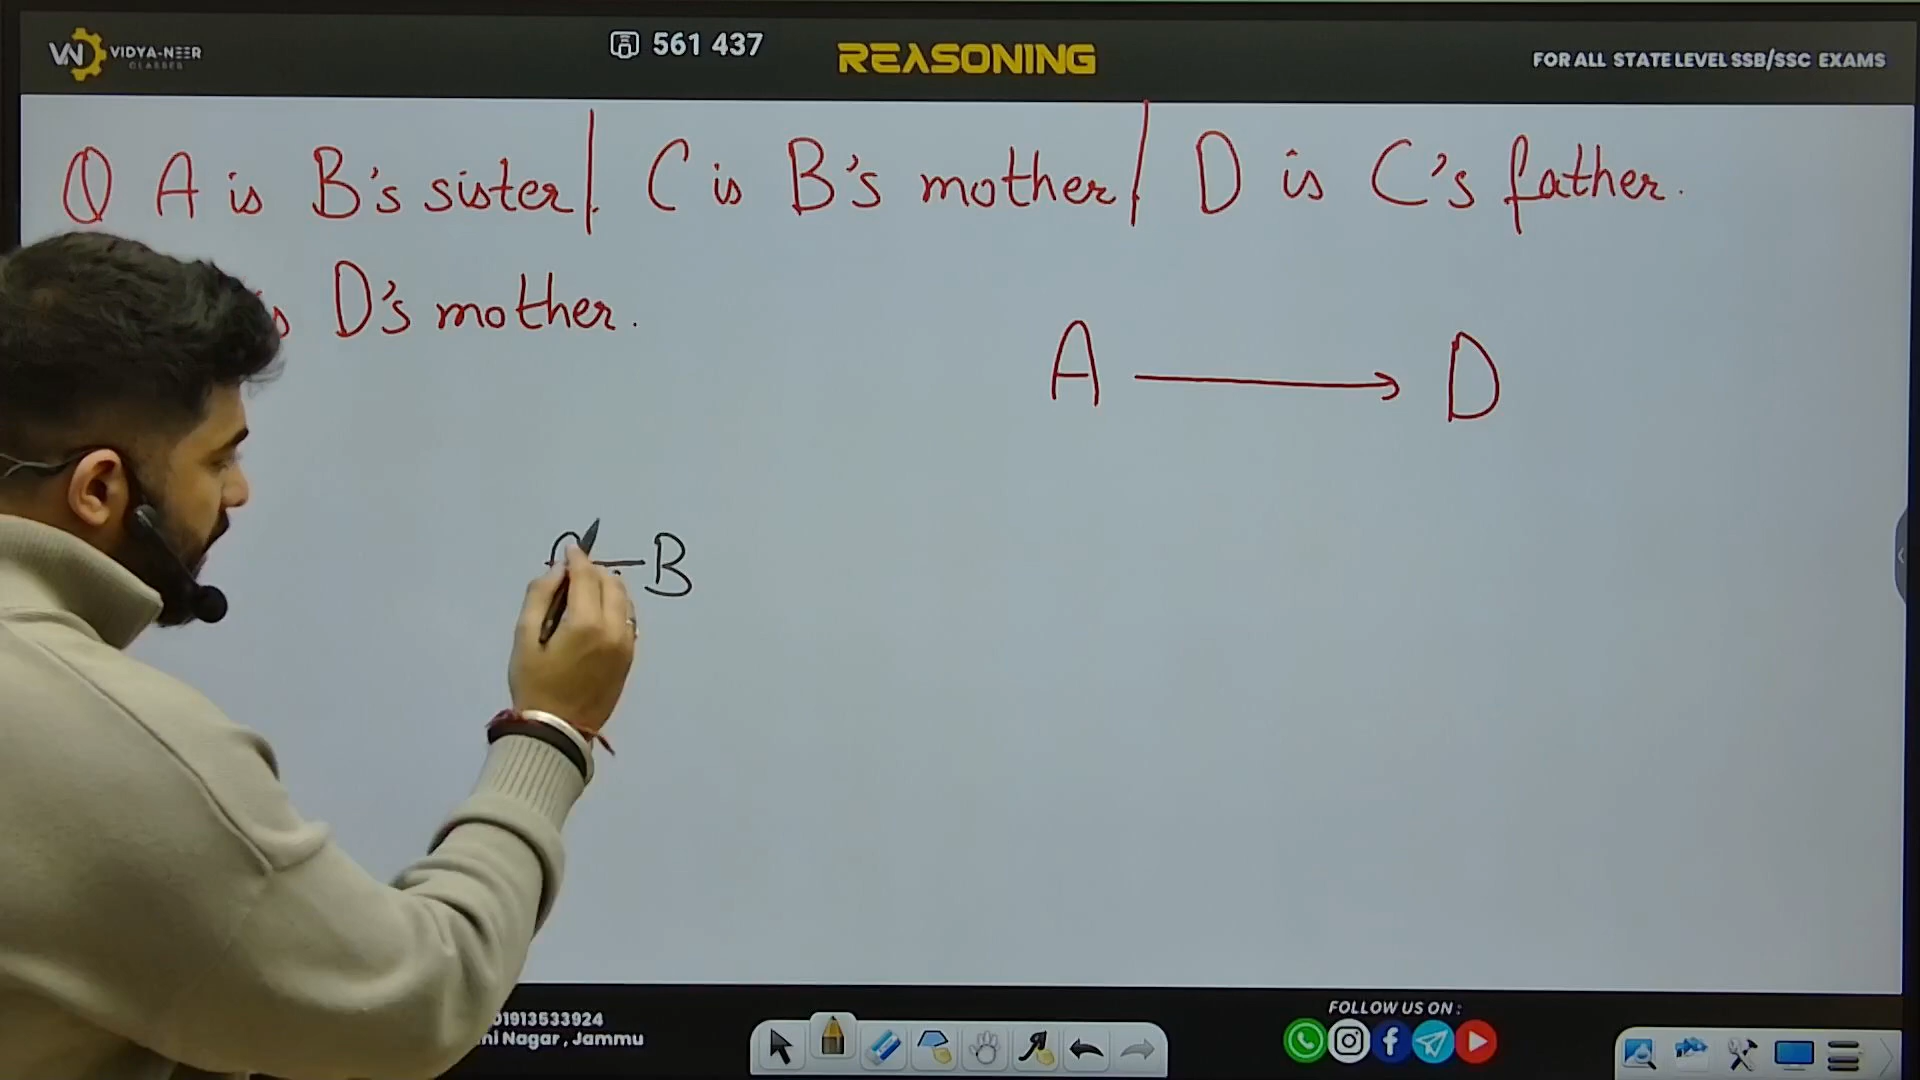 VIDYA-NEER
CLASSES
561 437
REASONING
FOR ALL STATE LEVEL SSB/SSC EXAMS
Q A is B's sister. C is B's mother. D is C's father.
D's mother.
A → D
B
01913533924
Nagar, Jammu
FOLLOW US ON :